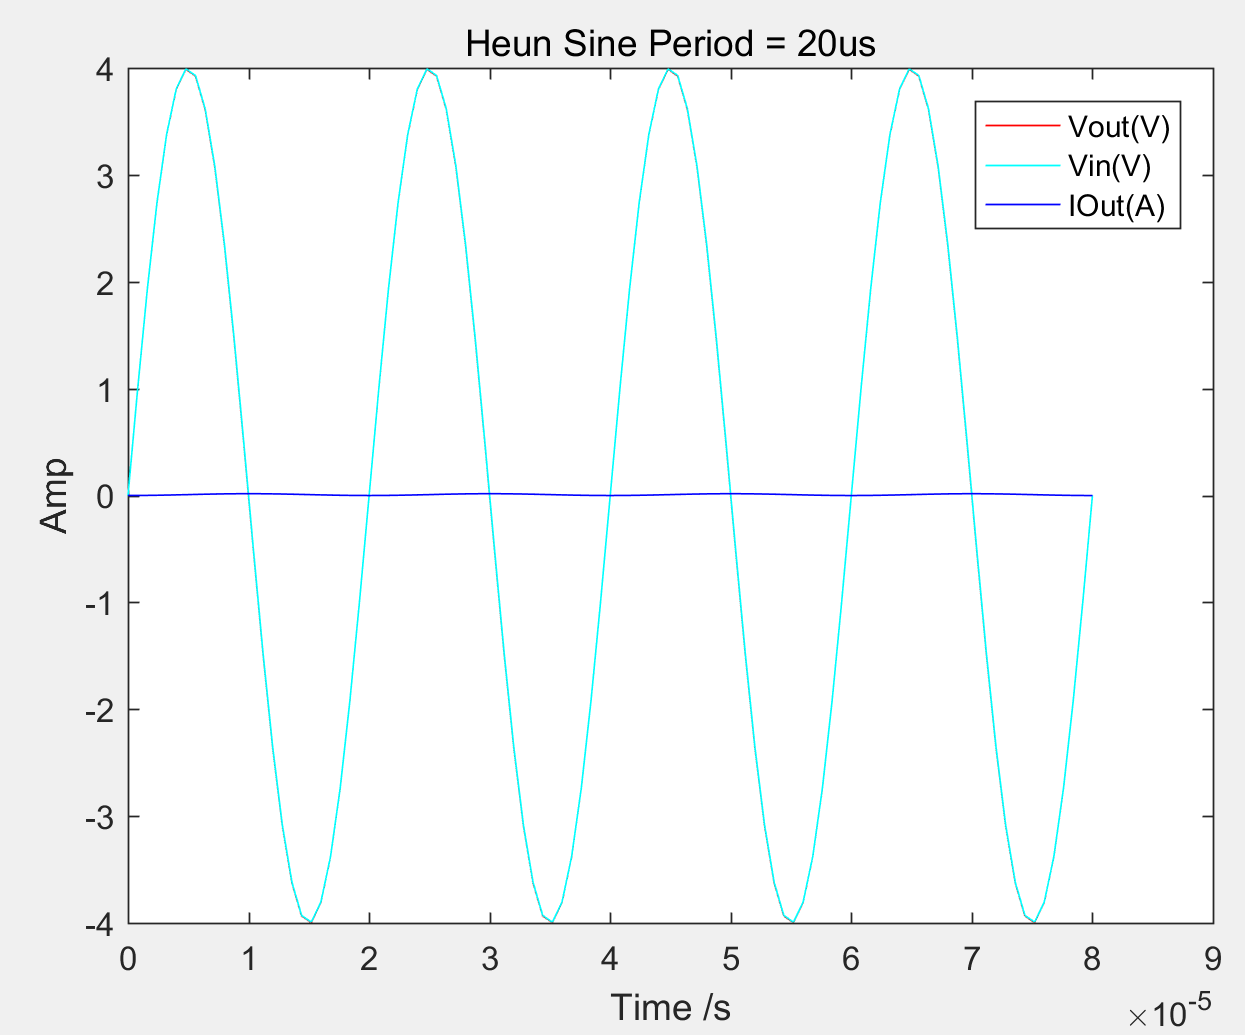 Heun Sine Period = 20us
4
3
2
1
0
-1
-2
-3
-4
Amp
Vout(V)
Vin(V)
IOut(A)
0 1 2 3 4 5 6 7 8 9
Time /s
×10-5